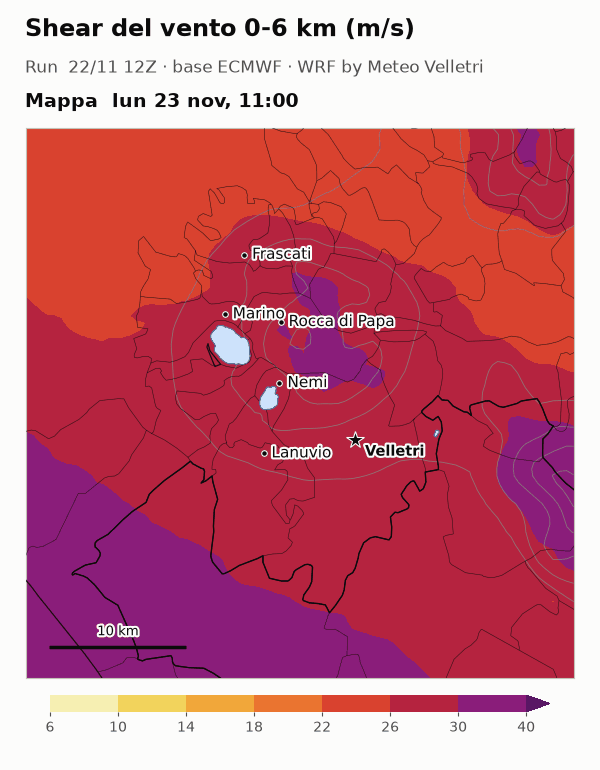 Shear del vento 0-6 km (m/s)
Run  22/11 12Z · base ECMWF · WRF by Meteo Velletri
Mappa  lun 23 nov, 11:00
Frascati
Marino
Rocca di Papa
Nemi
Velletri
Lanuvio
10 km
6 10 14 18 22 26 30 40